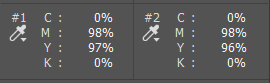 #1 C : 0% #2 C : 0%
M : 98% M : 98%
Y : 97% Y : 96%
K : 0% K : 0%